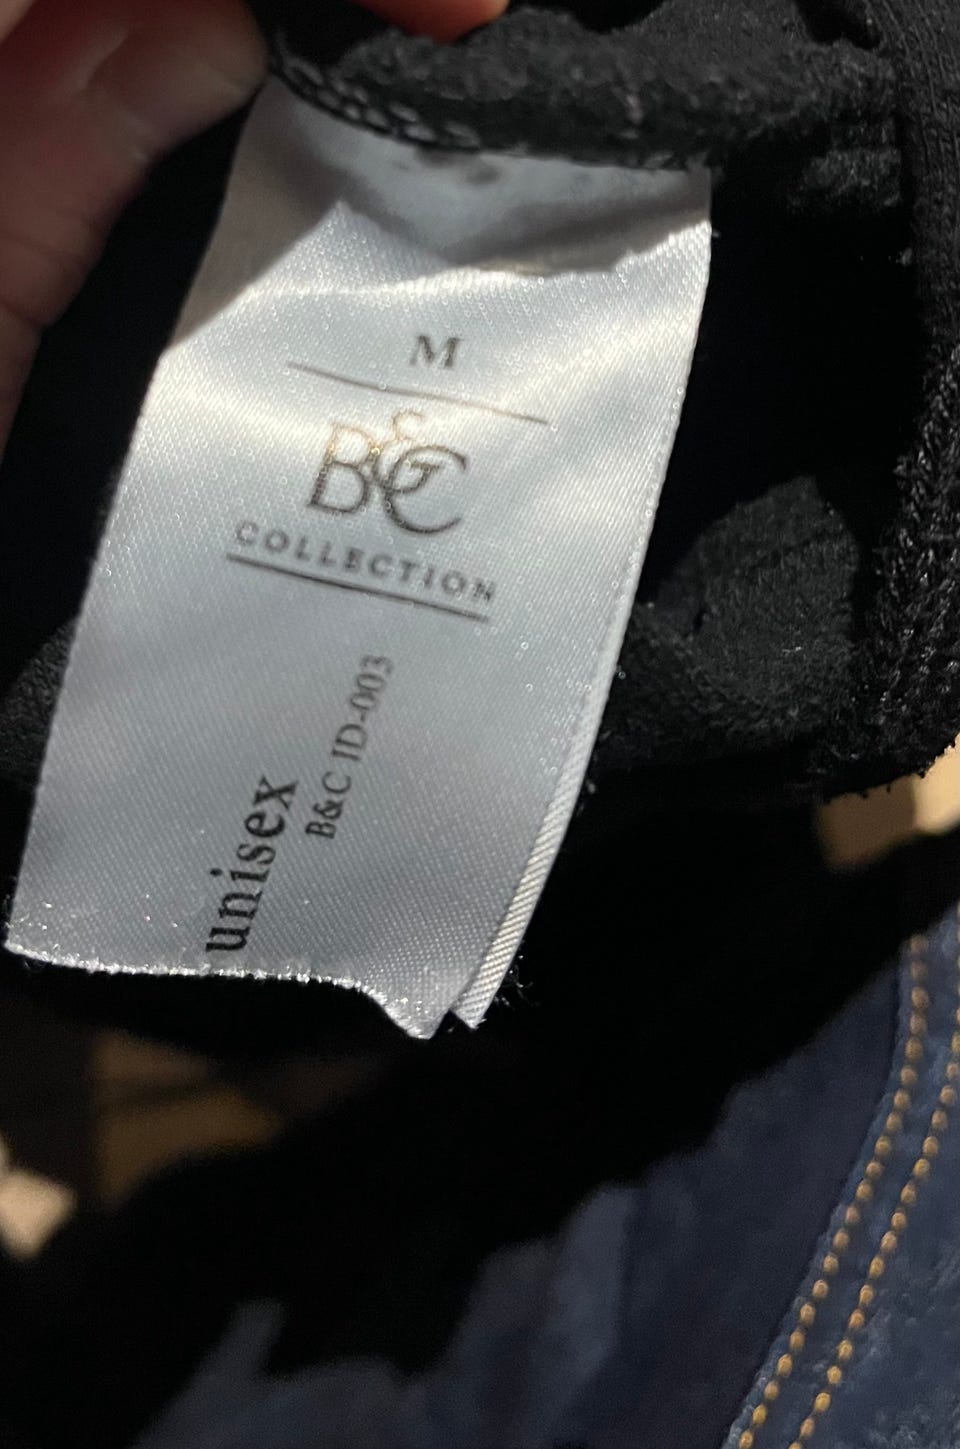 M
B&C
COLLECTION
unisex
B&C ID-003